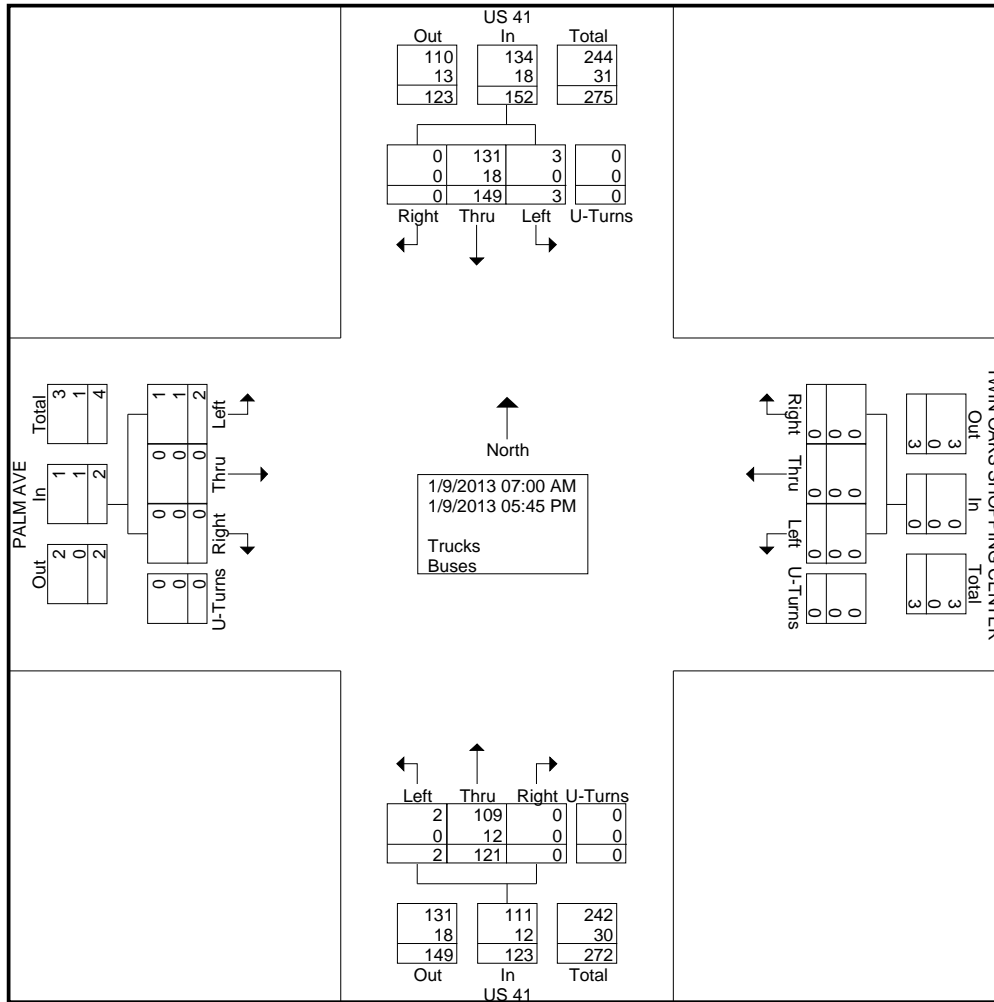 US 41
Out In Total
110 134 244
13 18 31
123 152 275
0 131 3 0
0 18 0 0
0 149 3 0
Right Thru Left U-Turns
PALM AVE
Total In Out
3 1 2
1 1 0
4 2 2
1 0 0 0
1 0 0 0
2 0 0 0
Left Thru Right U-Turns
North
1/9/2013 07:00 AM
1/9/2013 05:45 PM
Trucks
Buses
Right Thru Left U-Turns
0 0 0 0
0 0 0 0
0 0 0 0
Out In Total
3 0 3
0 0 0
3 0 3
TWIN OAKS SHOPPING CENTER
Left Thru Right U-Turns
2 109 0 0
0 12 0 0
2 121 0 0
131 111 242
18 12 30
149 123 272
Out In Total
US 41